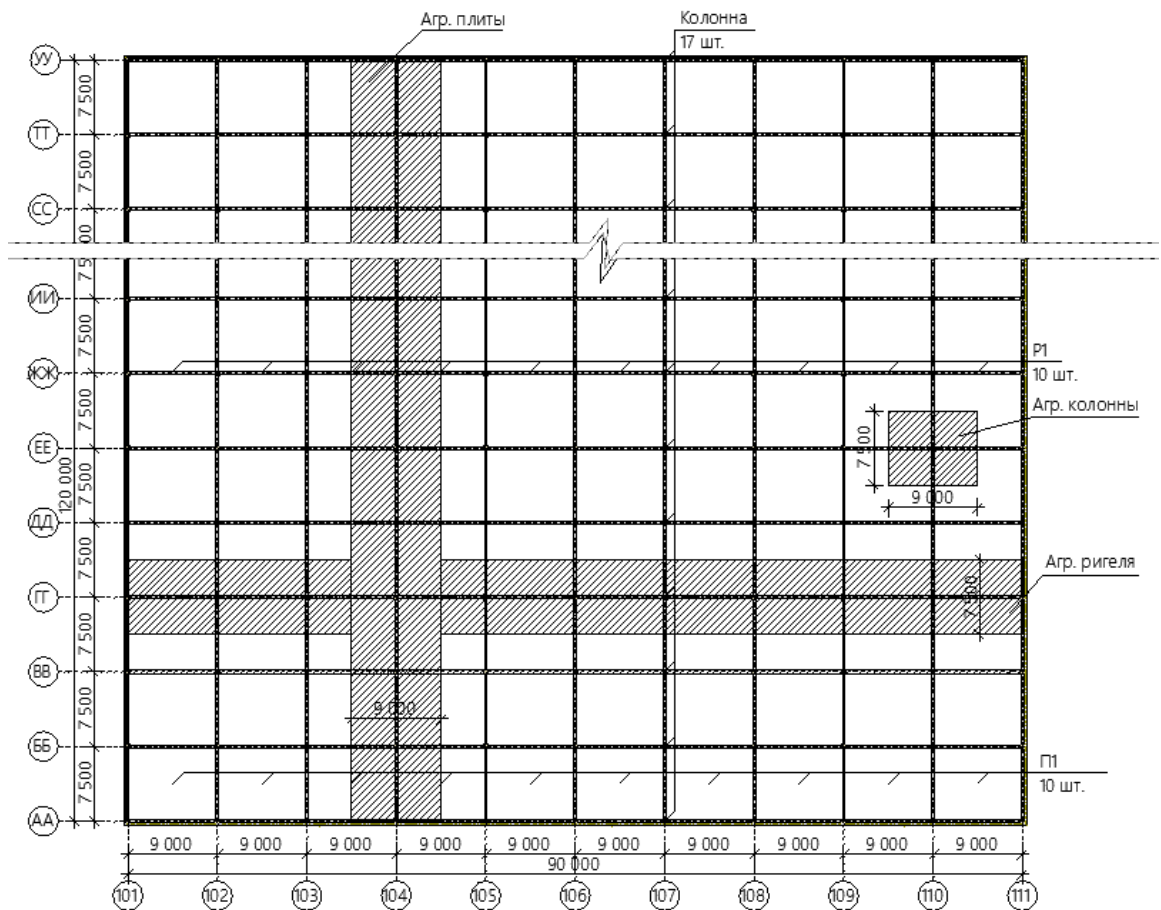 Агр. плиты
Колонна
17 шт.
УУ
7 500
ТТ
7 500
СС
ИИ
7 500
ЖЖ
Р1
10 шт.
Агр. колонны
7 500
7 500
9 000
ЕЕ
120 000
7 500
ДД
7 500
Агр. ригеля
7 500
ГГ
7 500
ВВ
9 000
7 500
ББ
П1
10 шт.
7 500
АА
9 000 9 000 9 000 9 000 9 000 9 000 9 000 9 000 9 000 9 000
90 000
101 102 103 104 105 106 107 108 109 110 111